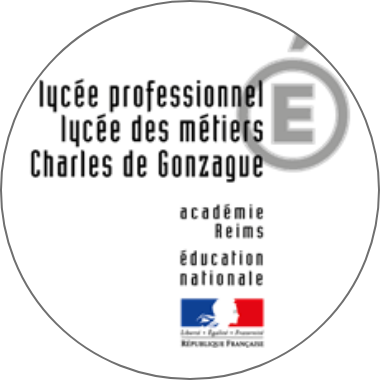 lycée professionnel
lycée des métiers
Charles de Gonzague
É
académie
Reims
éducation
nationale
Liberté • Égalité • Fraternité
RÉPUBLIQUE FRANÇAISE